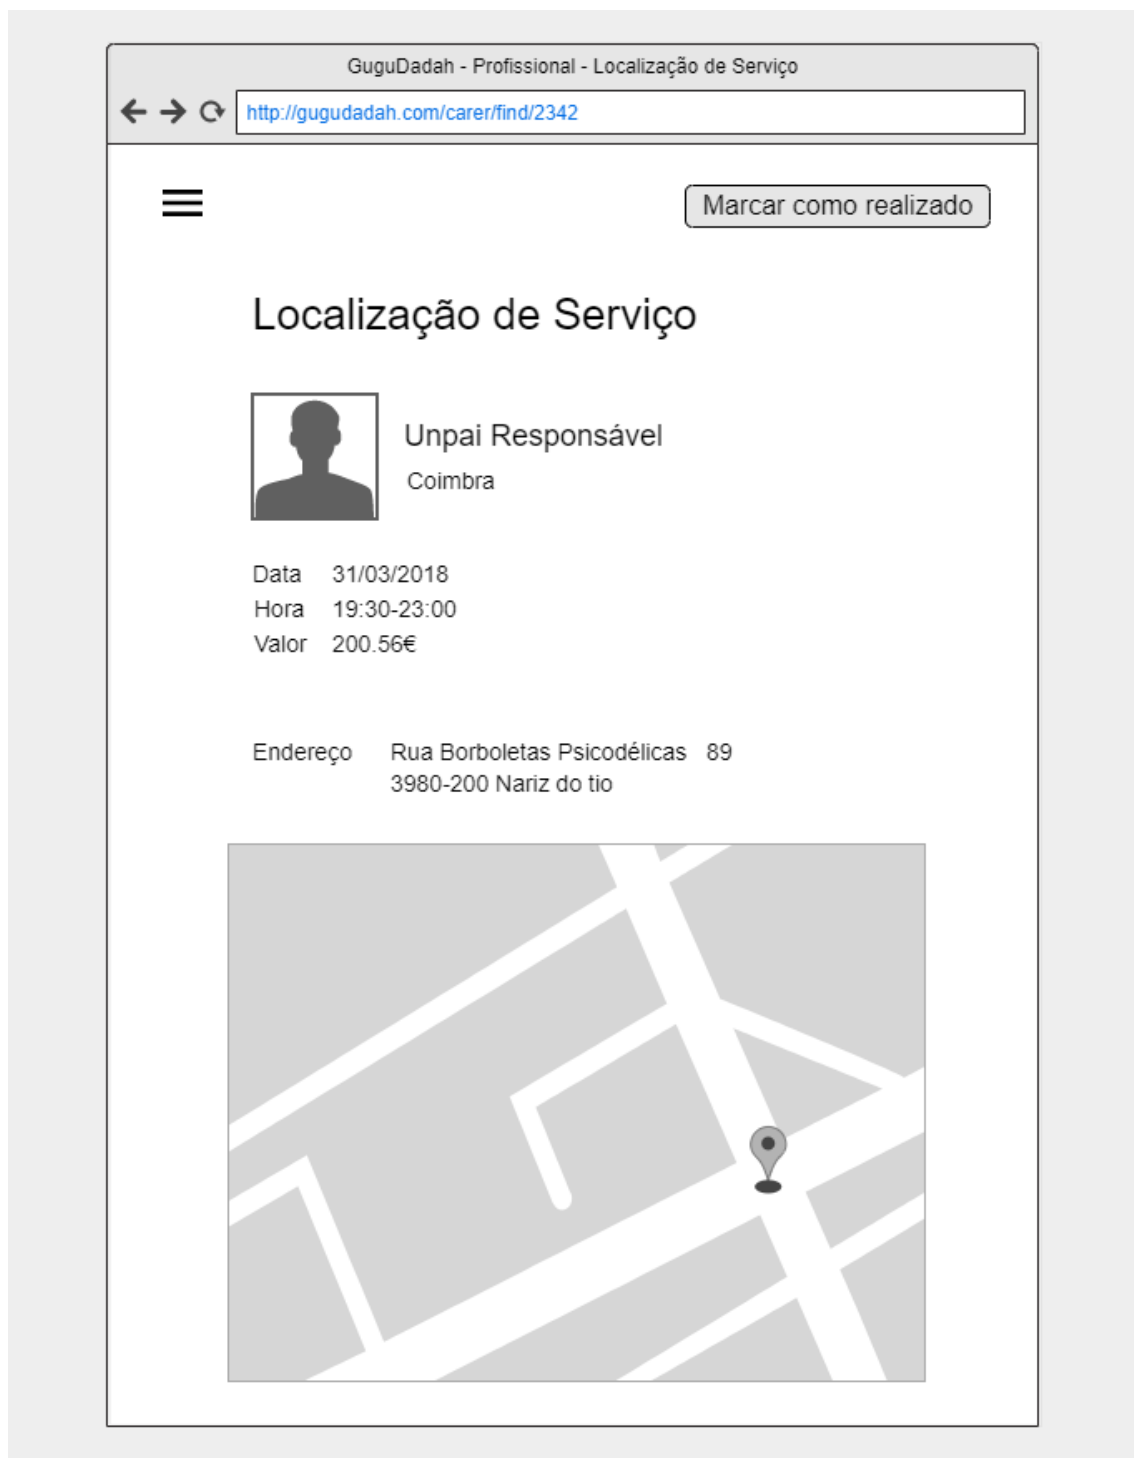 GuguDadah - Profissional - Localização de Serviço
http://gugudadah.com/carer/find/2342
Marcar como realizado
Localização de Serviço
Unpai Responsável
Coimbra
Data 31/03/2018
Hora 19:30-23:00
Valor 200.56€
Endereço Rua Borboletas Psicodélicas 89
3980-200 Nariz do tio